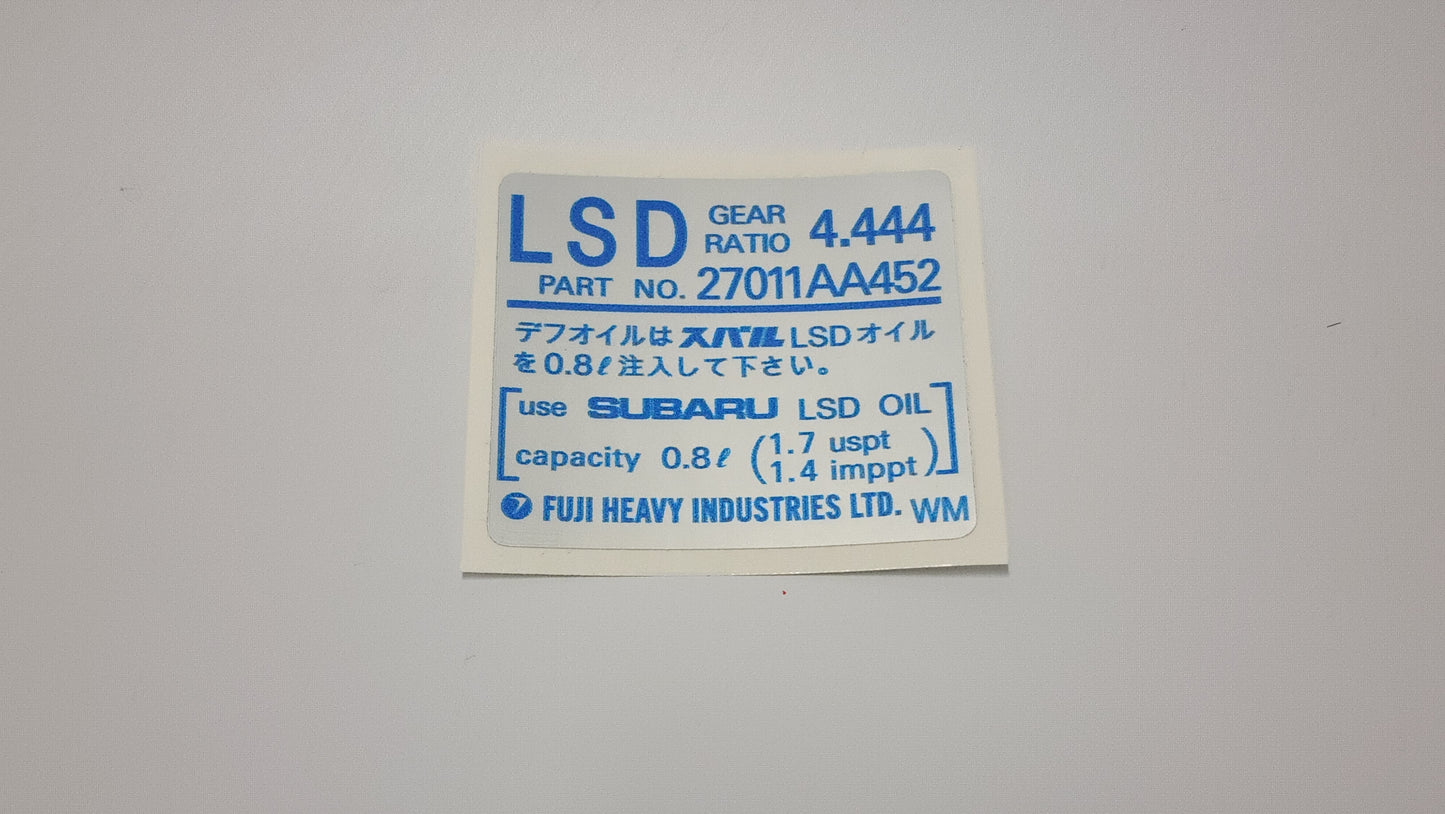 LSD GEAR RATIO 4.444
PART NO. 27011AA452
デフオイルはスバルLSDオイル
を0.8ℓ注入して下さい。
use SUBARU LSD OIL
capacity 0.8ℓ (1.7 uspt
1.4 imppt)
FUJI HEAVY INDUSTRIES LTD. WM